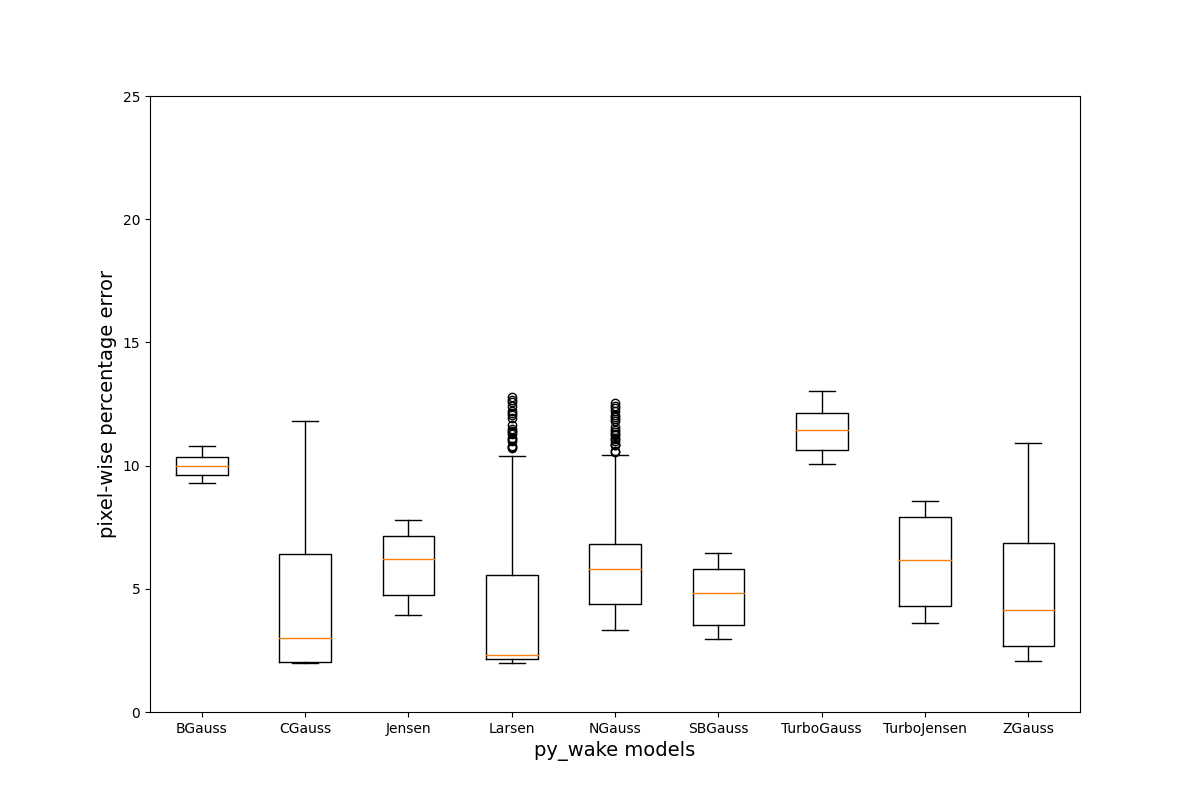 25
20
15
10
5
0
pixel-wise percentage error
BGauss CGauss Jensen Larsen NGauss SBGauss TurboGauss TurboJensen ZGauss
py_wake models